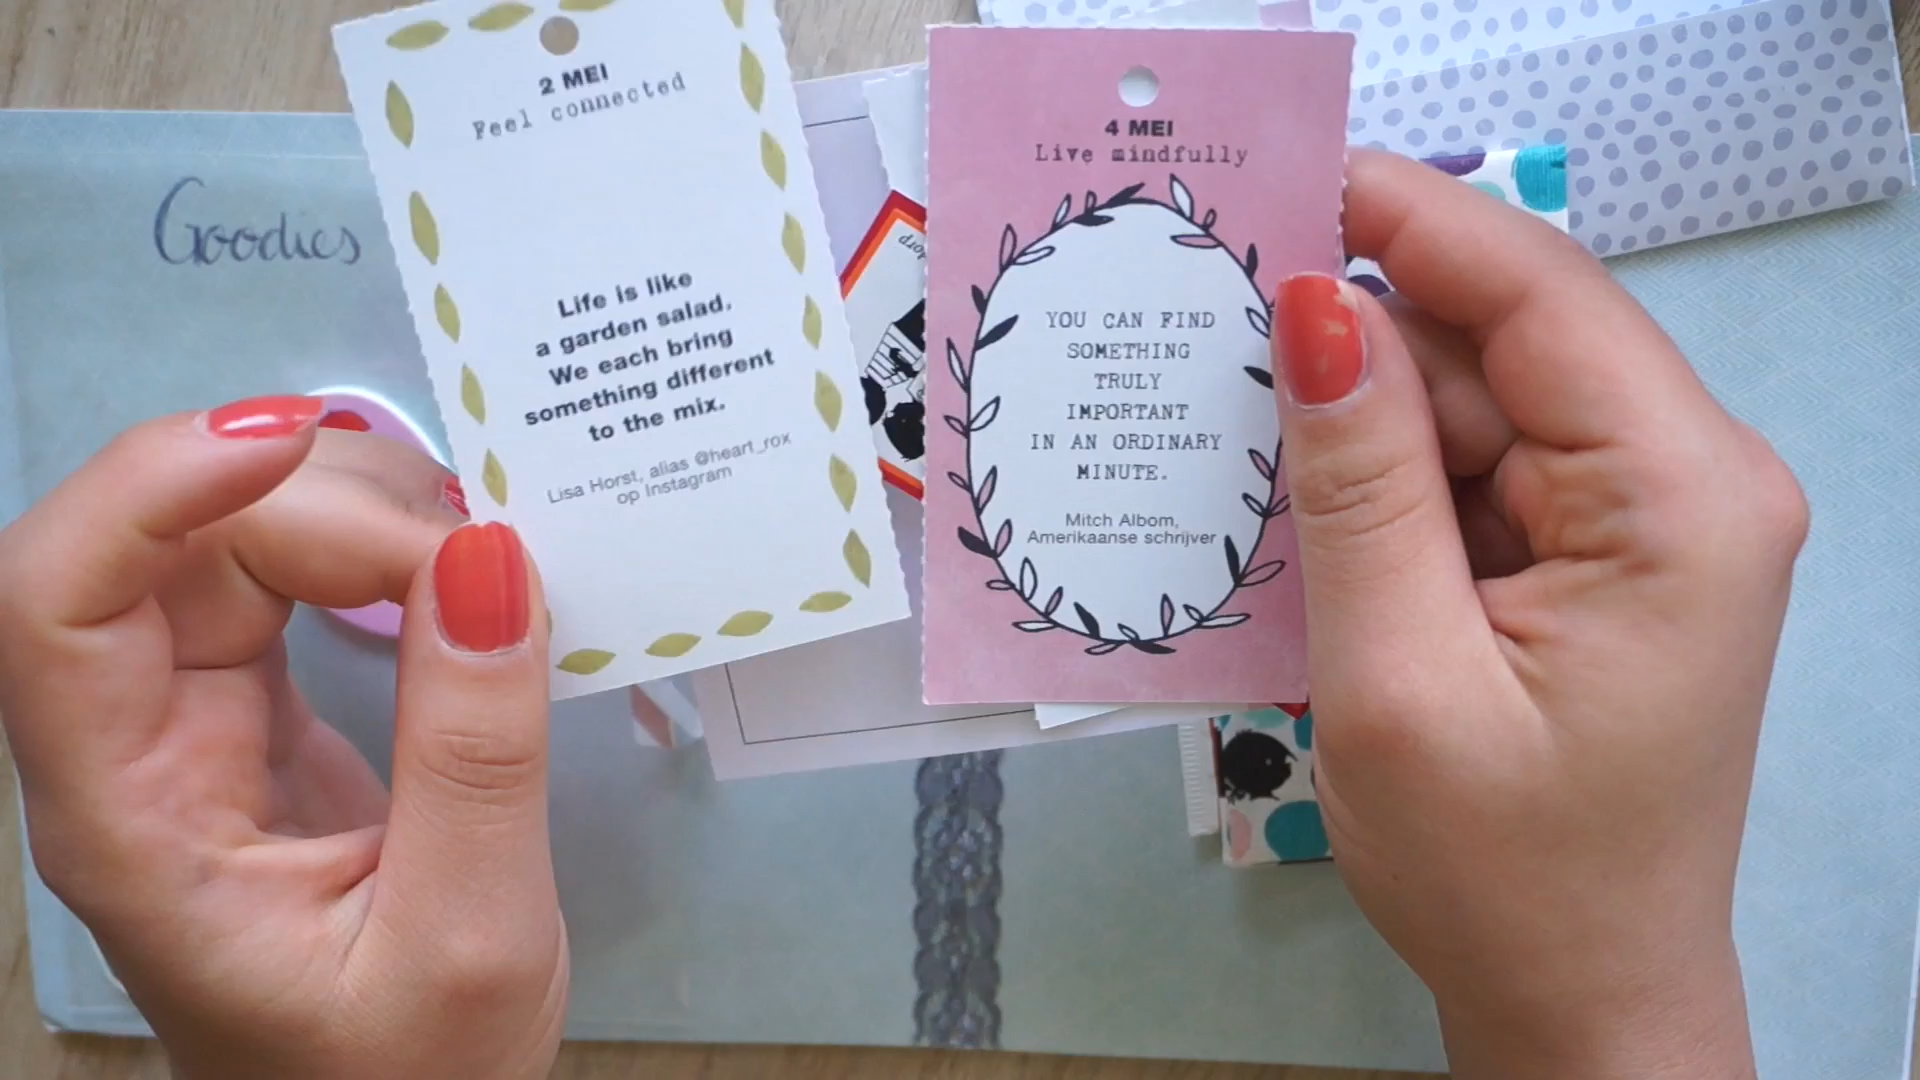 Goodies
2 MEI
Feel connected
Life is like
a garden salad.
We each bring
something different
to the mix.
Lisa Horst, alias @heart_rox
op Instagram
4 MEI
Live mindfully
YOU CAN FIND
SOMETHING
TRULY
IMPORTANT
IN AN ORDINARY
MINUTE.
Mitch Albom,
Amerikaanse schrijver